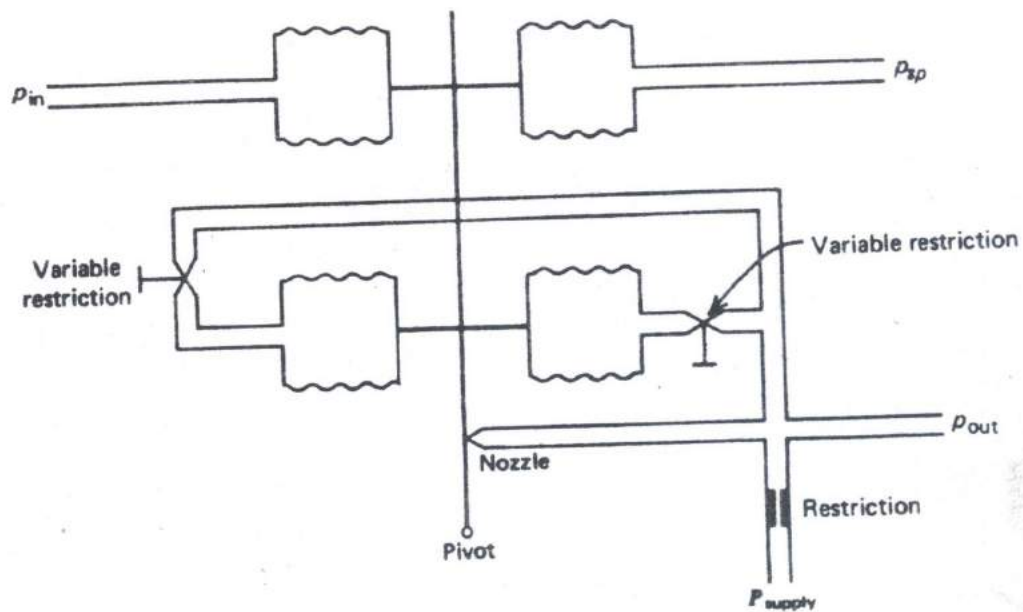 p_in
p_sp
Variable restriction
Variable
restriction
p_out
Nozzle
Restriction
Pivot
P_supply